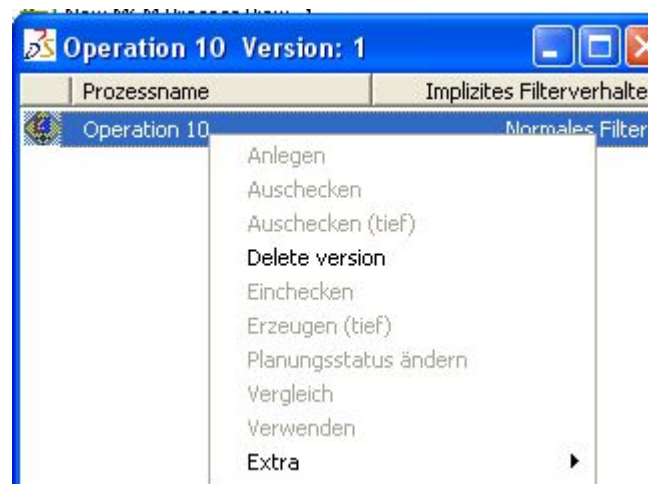 Operation 10 Version: 1
Prozessname Implizites Filterverhalte
Operation 10 Normales Filter
Anlegen
Auschecken
Auschecken (tief)
Delete version
Einchecken
Erzeugen (tief)
Planungsstatus ändern
Vergleich
Verwenden
Extra